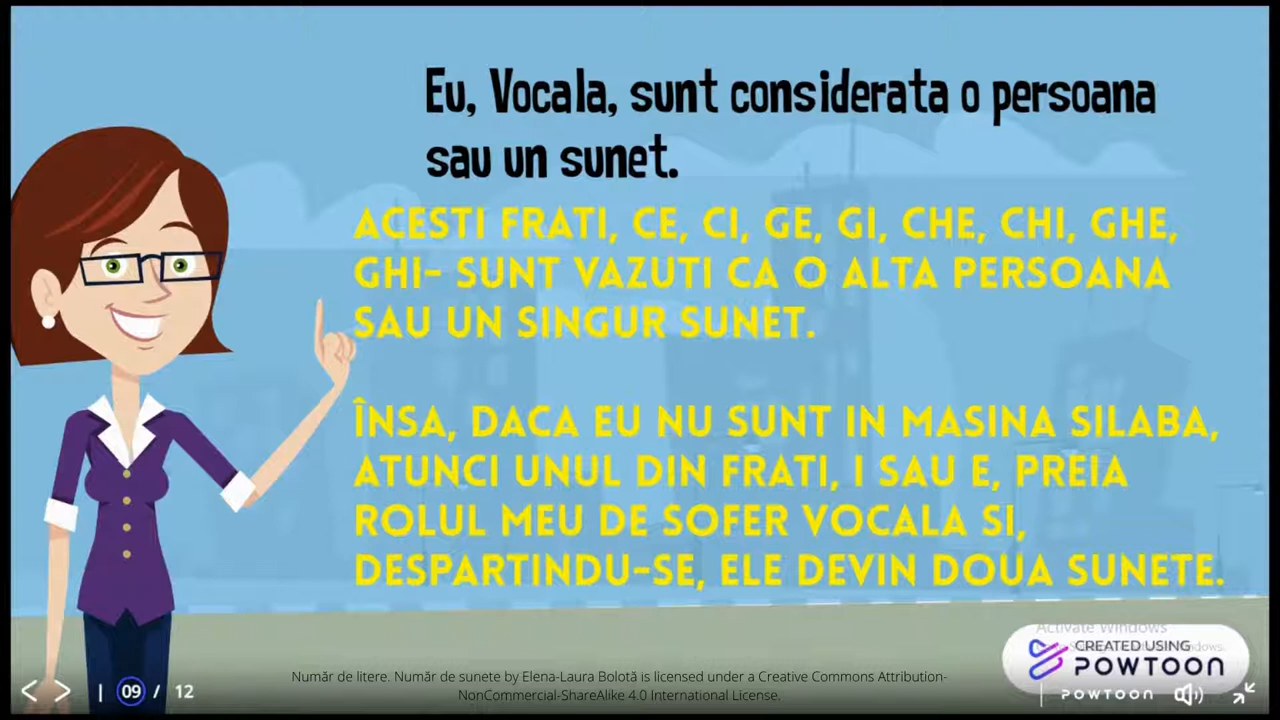 Eu, Vocala, sunt considerata o persoana
sau un sunet.
ACESTI FRATI, CE, CI, GE, GI, CHE, CHI, GHE,
GHI- SUNT VAZUTI CA O ALTA PERSOANA
SAU UN SINGUR SUNET.
ÎNSA, DACA EU NU SUNT IN MASINA SILABA,
ATUNCI UNUL DIN FRATI, I SAU E, PREIA
ROLUL MEU DE SOFER VOCALA SI,
DESPARTINDU-SE, ELE DEVIN DOUA SUNETE.
Activate Windows
CREATED USING
POWTOON
Număr de litere. Număr de sunete by Elena-Laura Bolotă is licensed under a Creative Commons Attribution-
NonCommercial-ShareAlike 4.0 International License.
< > | 09 / 12
POWTOON